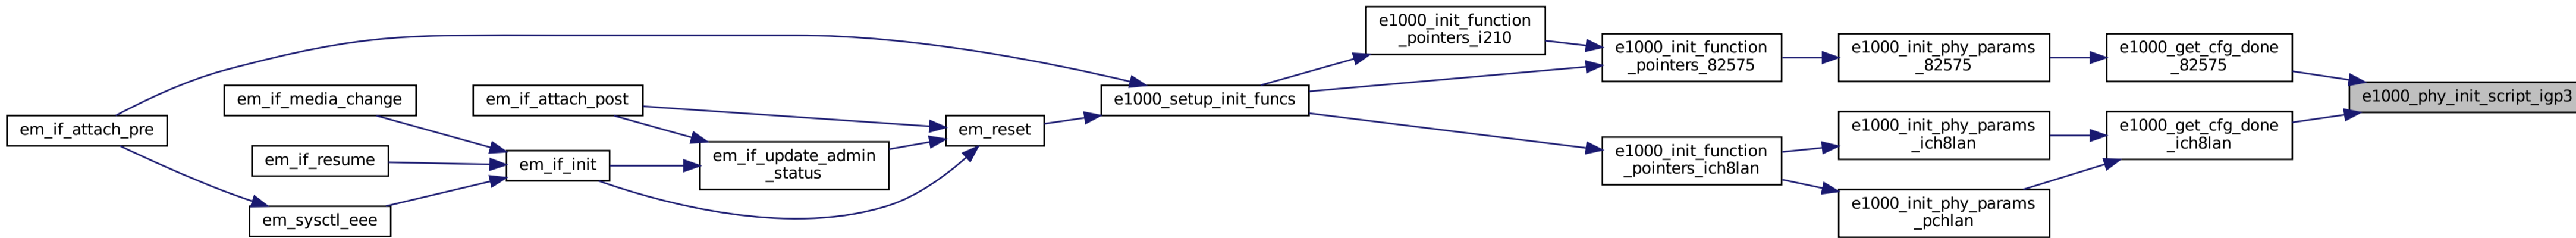 em_if_attach_pre
em_if_media_change
em_if_resume
em_sysctl_eee
em_if_attach_post
em_if_init
em_if_update_admin
_status
em_reset
e1000_setup_init_funcs
e1000_init_function
_pointers_i210
e1000_init_function
_pointers_82575
e1000_init_function
_pointers_ich8lan
e1000_init_phy_params
_82575
e1000_init_phy_params
_ich8lan
e1000_init_phy_params
_pchlan
e1000_get_cfg_done
_82575
e1000_get_cfg_done
_ich8lan
e1000_phy_init_script_igp3